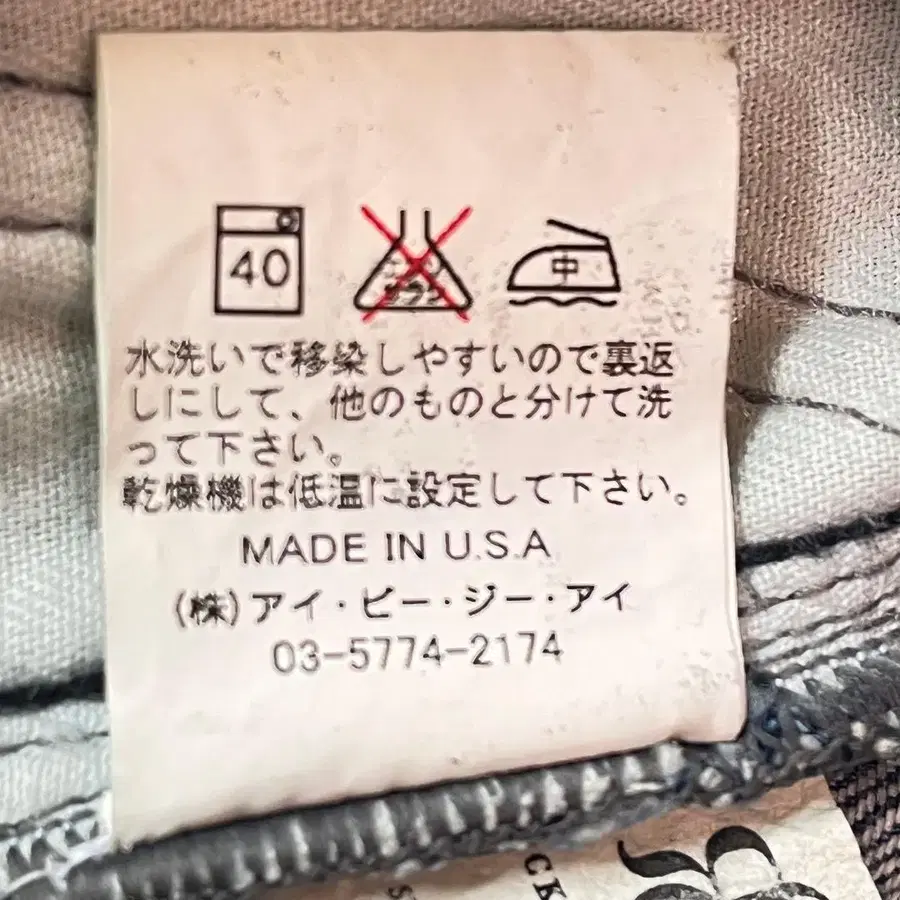 40
中
水洗いで移染しやすいので裏返
しにして、他のものと分けて洗
って下さい。
乾燥機は低温に設定して下さい。
MADE IN U.S.A
(株)アイ・ビー・ジー・アイ
03-5774-2174
CK